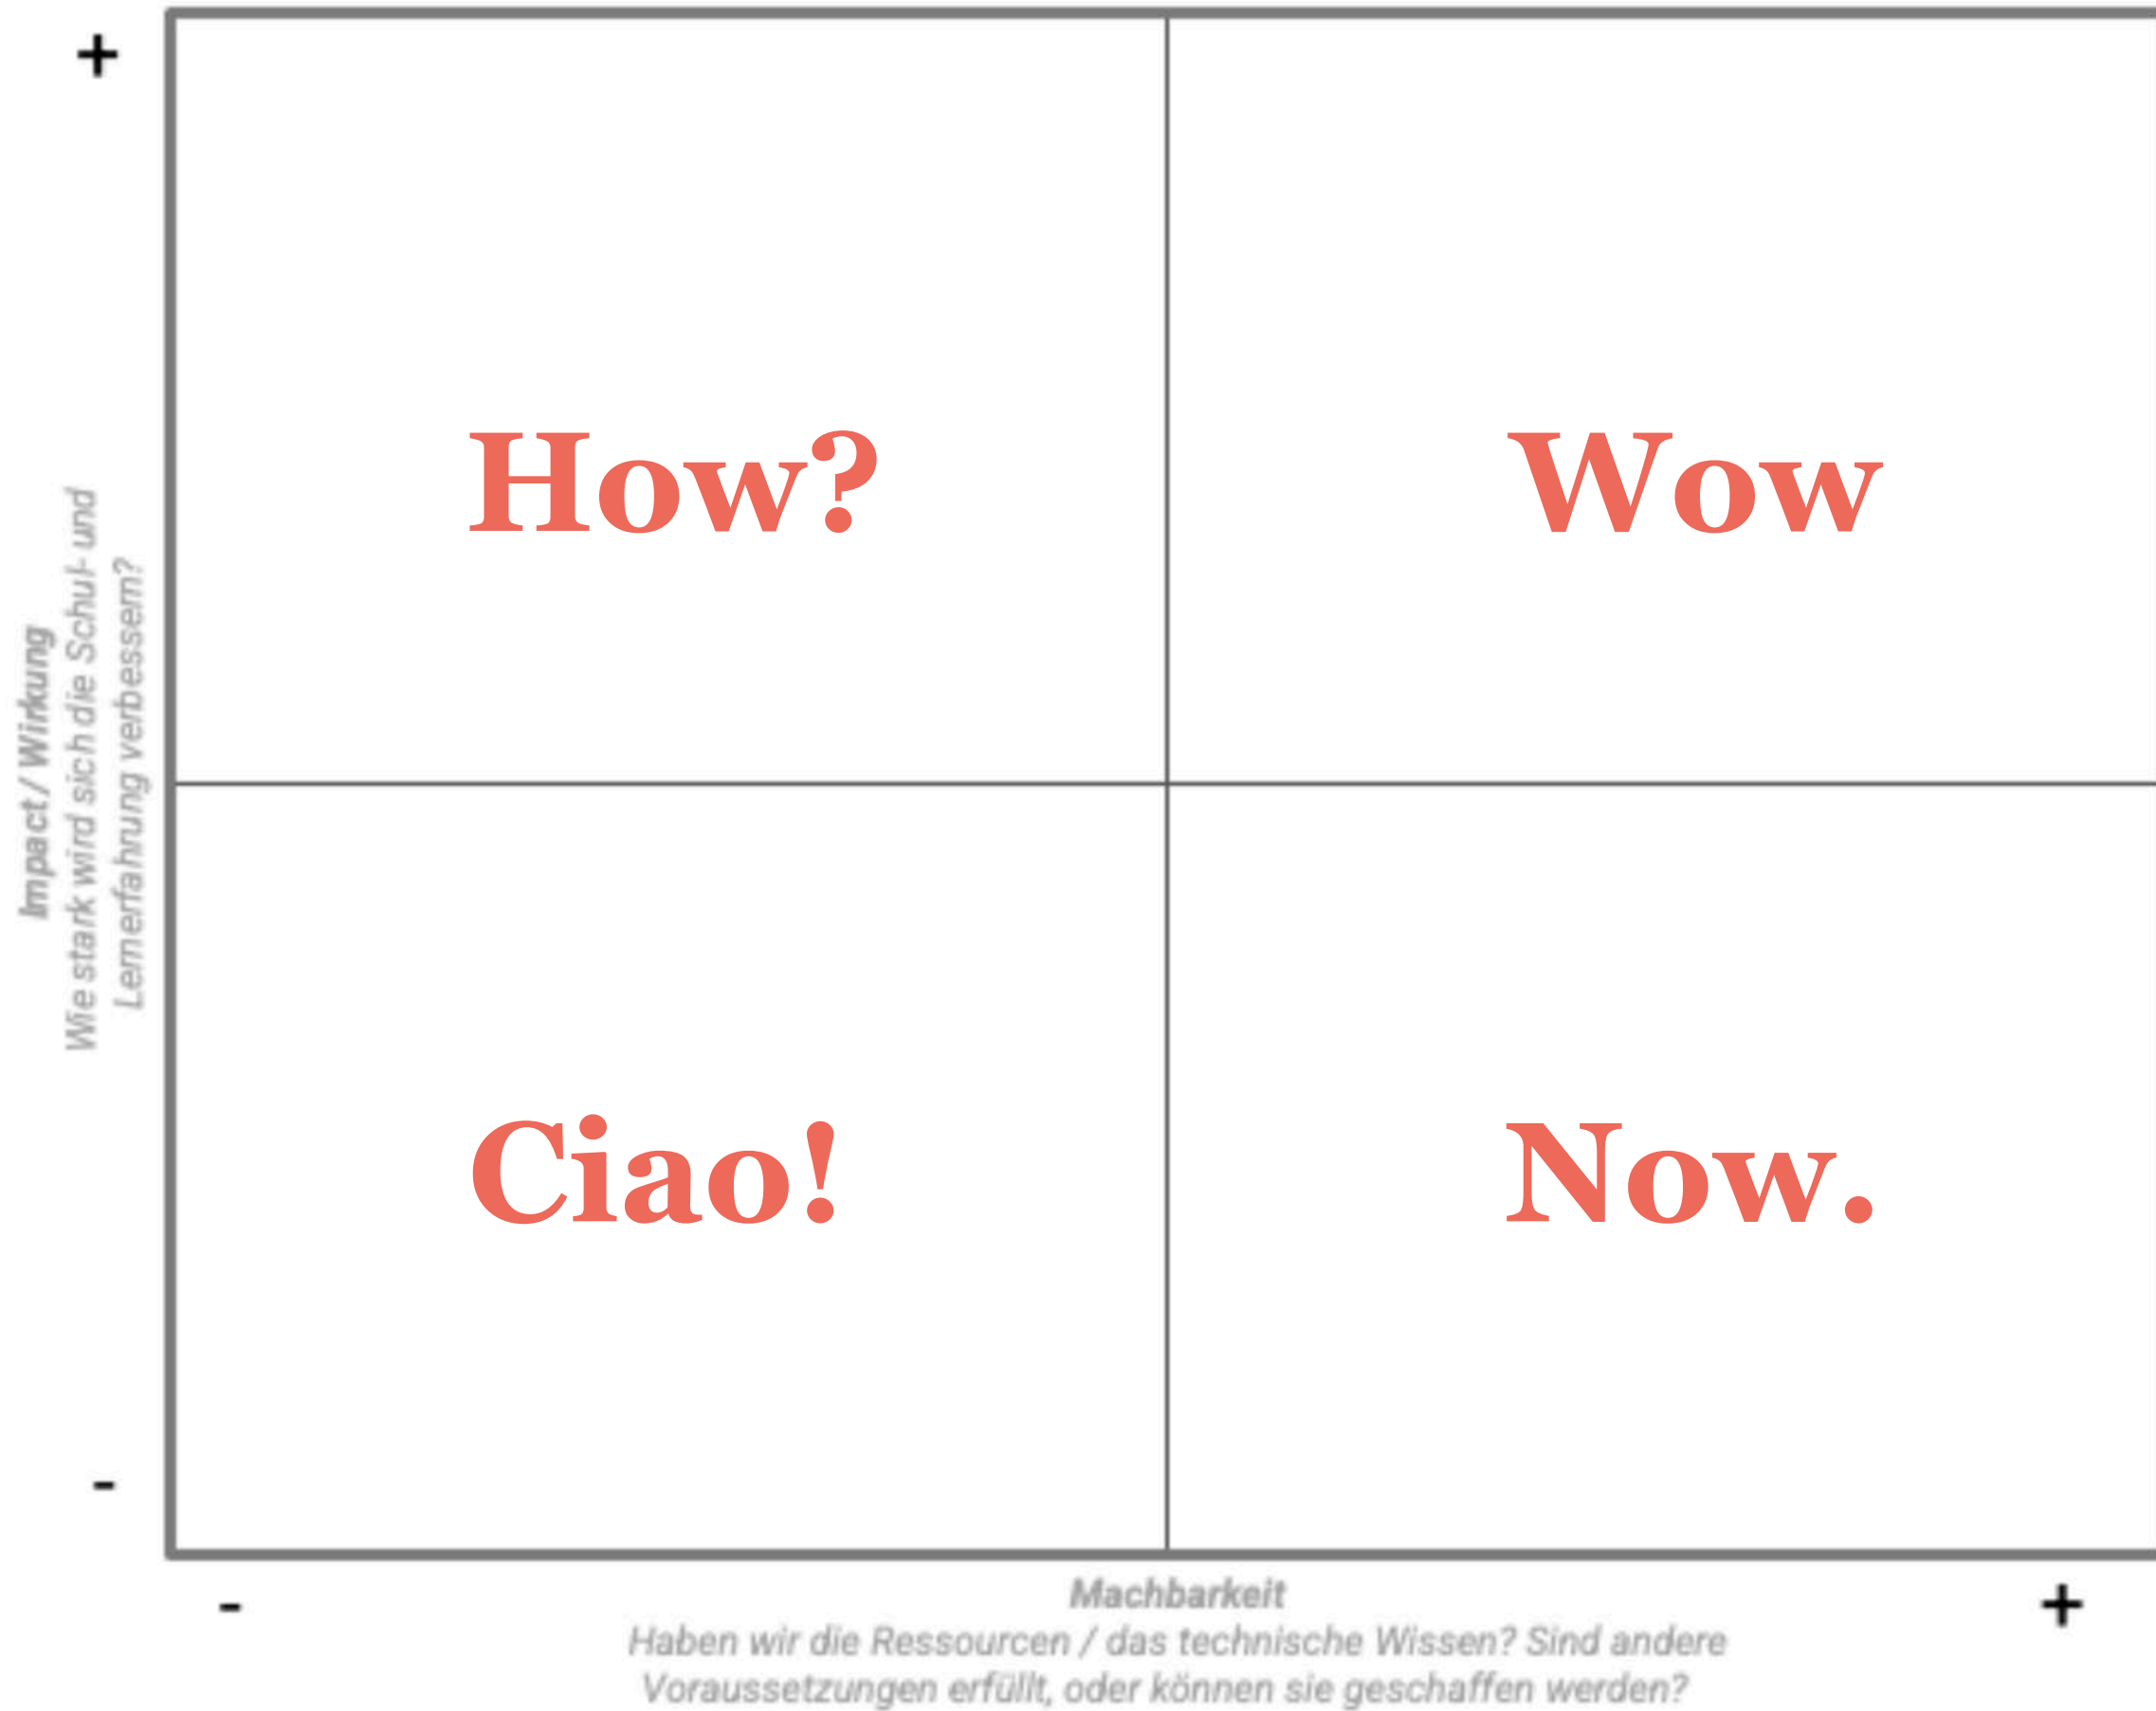 +
How?
Wow
Impact / Wirkung
Wie stark wird sich die Schul- und
Lernerfahrung verbessern?
Ciao!
Now.
-
-
+
Machbarkeit
Haben wir die Ressourcen / das technische Wissen? Sind andere
Voraussetzungen erfüllt, oder können sie geschaffen werden?